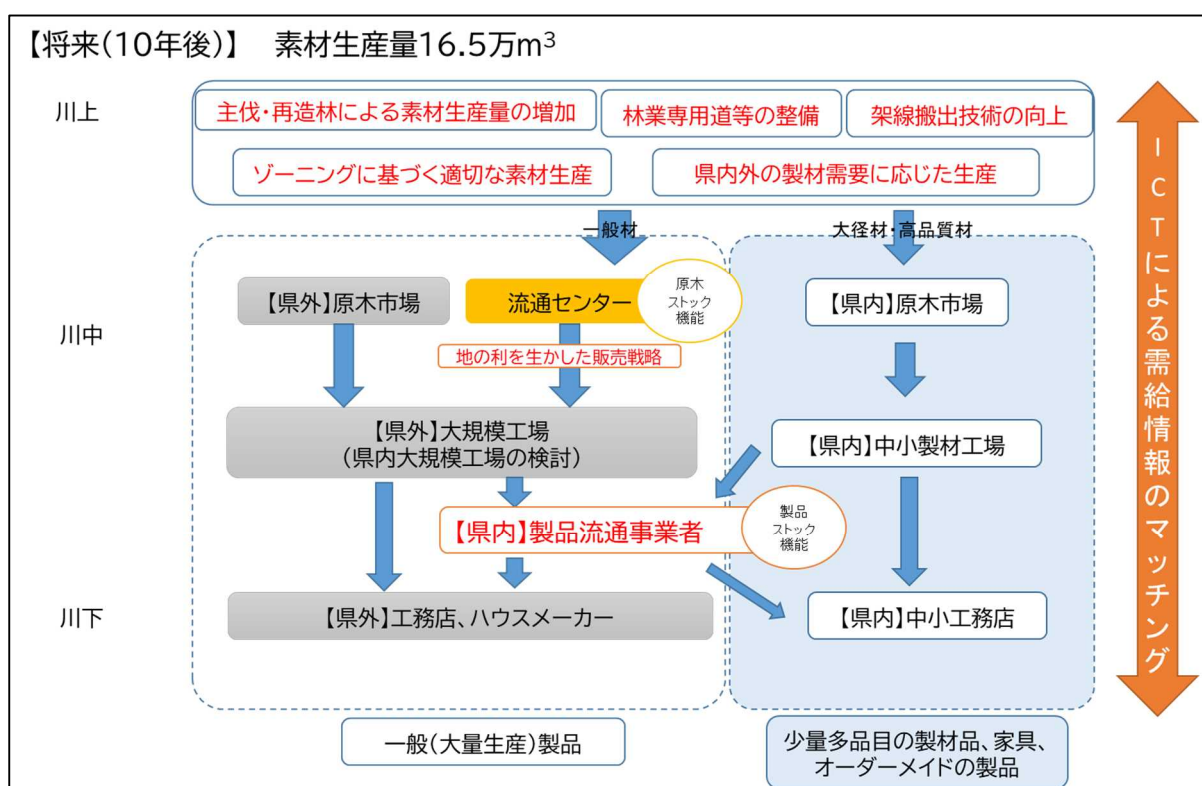 【将来(10年後)】 素材生産量16.5万m³
川上
主伐・再造林による素材生産量の増加
林業専用道等の整備
架線搬出技術の向上
ゾーニングに基づく適切な素材生産
県内外の製材需要に応じた生産
一般材
大径材・高品質材
川中
【県外】原木市場
流通センター
原木
ストック
機能
【県内】原木市場
地の利を生かした販売戦略
【県外】大規模工場
(県内大規模工場の検討)
【県内】中小製材工場
【県内】製品流通事業者
製品
ストック
機能
川下
【県外】工務店、ハウスメーカー
【県内】中小工務店
一般(大量生産)製品
少量多品目の製材品、家具、
オーダーメイドの製品
ICTによる需給情報のマッチング